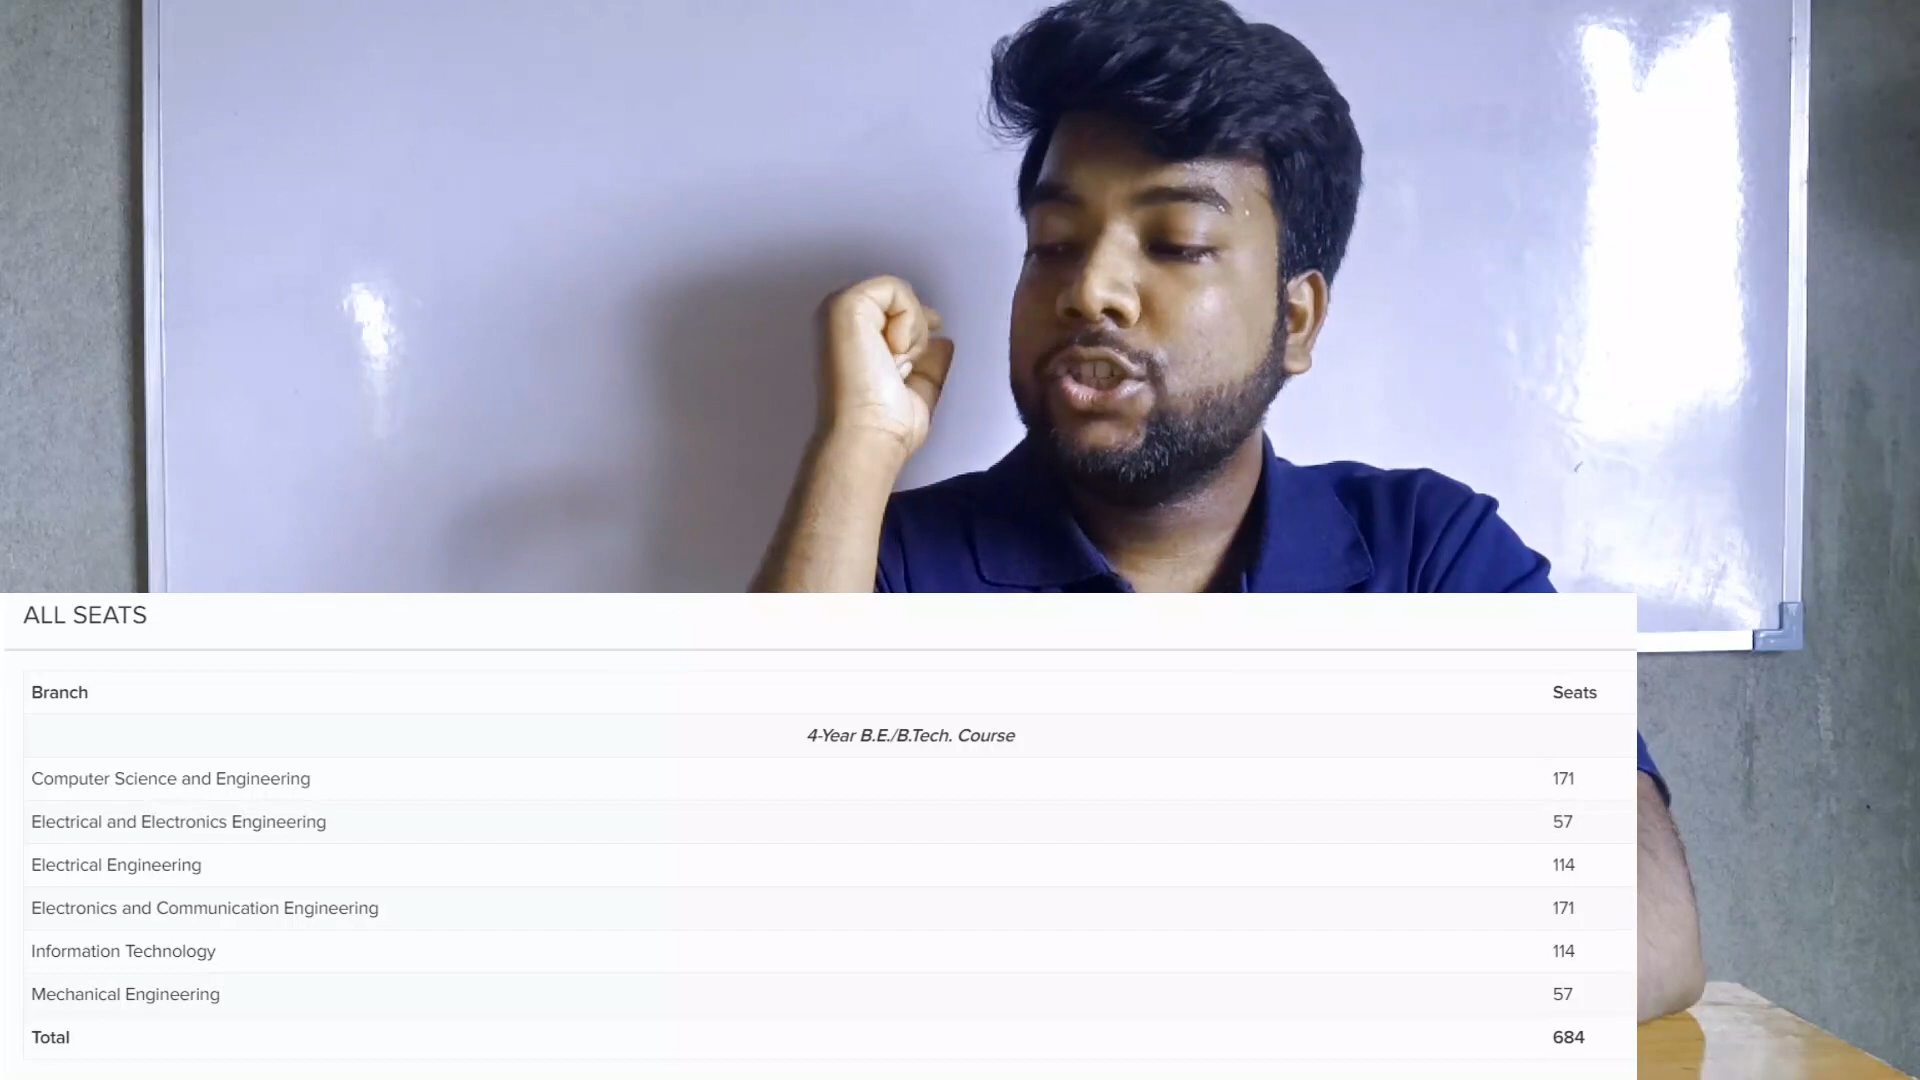 ALL SEATS
Branch Seats
4-Year B.E./B.Tech. Course
Computer Science and Engineering 171
Electrical and Electronics Engineering 57
Electrical Engineering 114
Electronics and Communication Engineering 171
Information Technology 114
Mechanical Engineering 57
Total 684